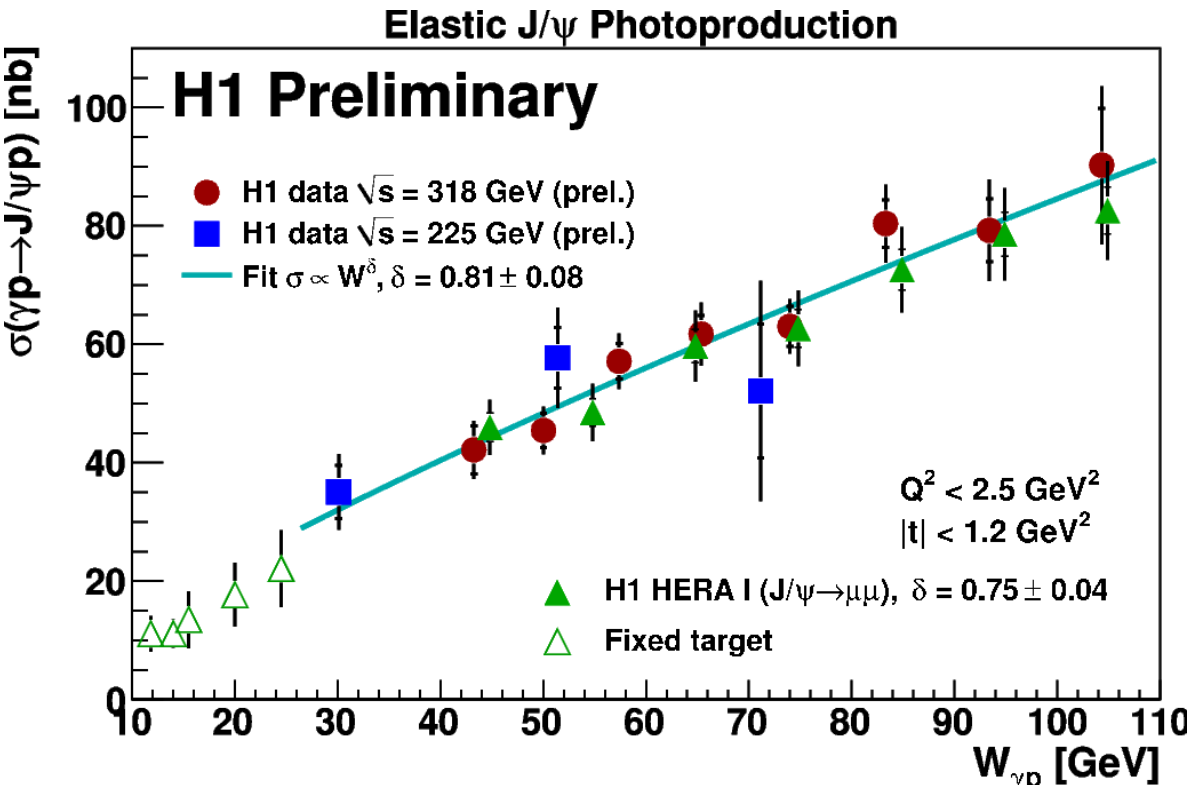 Elastic J/ψ Photoproduction
σ(γp→J/ψp) [nb]
H1 Preliminary
H1 data √s = 318 GeV (prel.)
H1 data √s = 225 GeV (prel.)
Fit σ ∝ W^δ, δ = 0.81 ± 0.08
Q² < 2.5 GeV²
|t| < 1.2 GeV²
H1 HERA I (J/ψ→μμ), δ = 0.75 ± 0.04
Fixed target
100
80
60
40
20
0
10 20 30 40 50 60 70 80 90 100 110
W_γp [GeV]